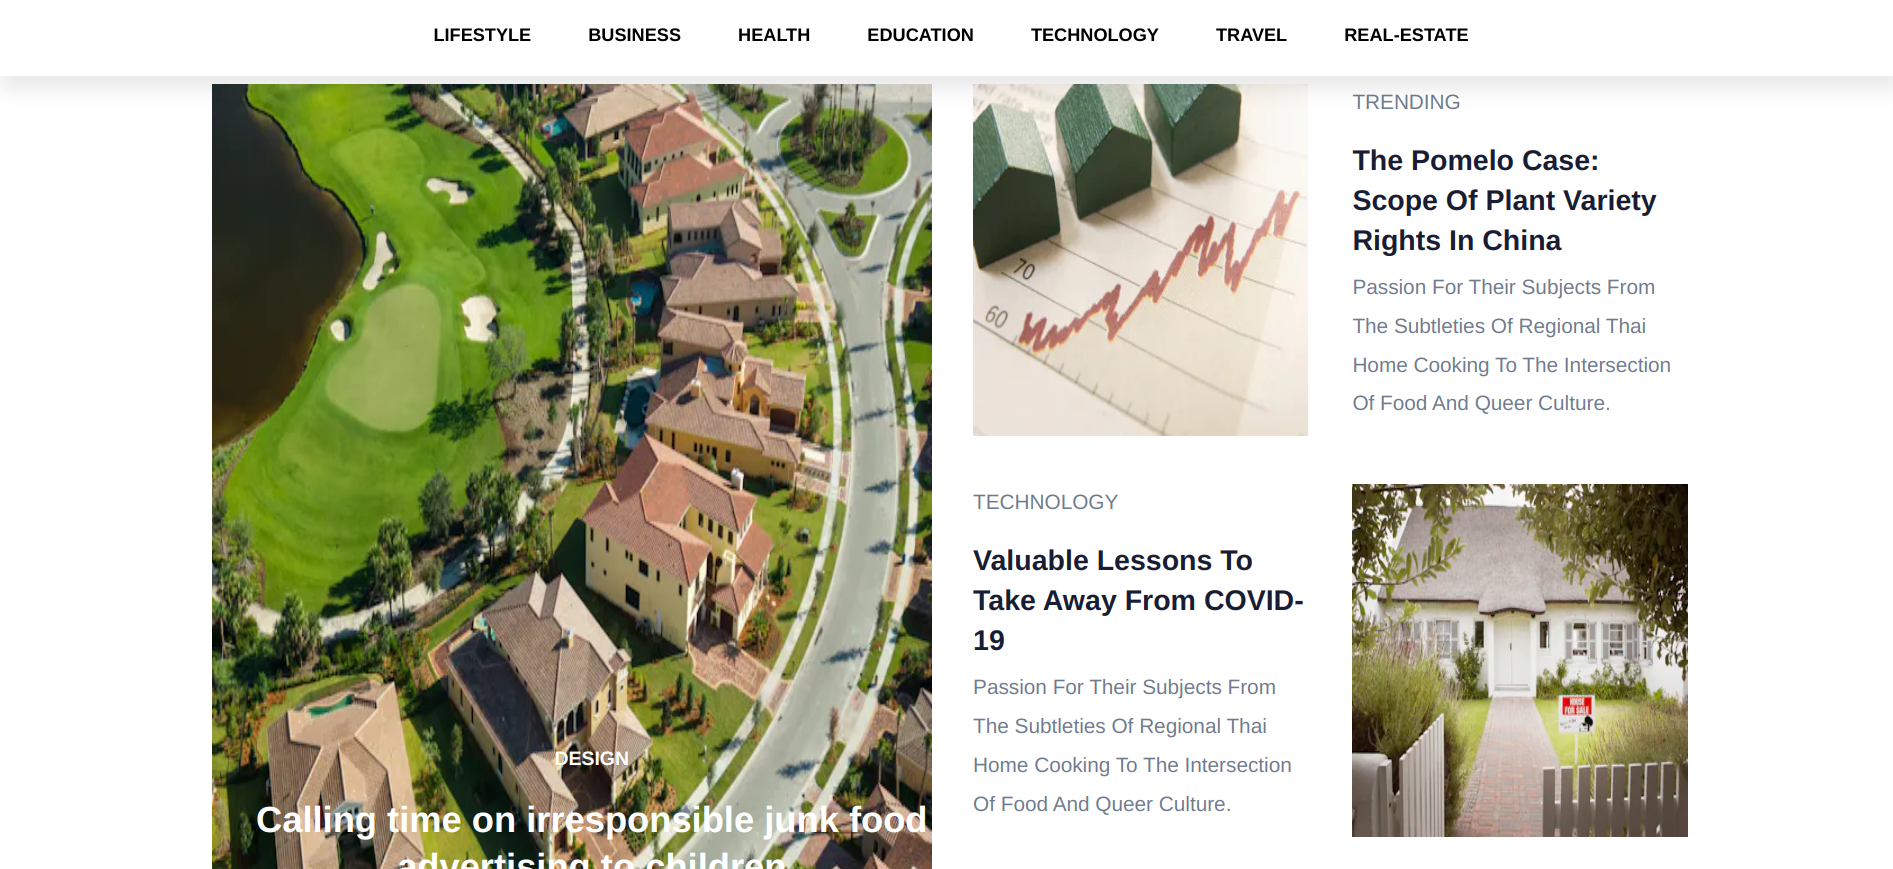 LIFESTYLE BUSINESS HEALTH EDUCATION TECHNOLOGY TRAVEL REAL-ESTATE
DESIGN
Calling time on irresponsible junk food
advertising to children
70
60
TECHNOLOGY
Valuable Lessons To
Take Away From COVID-
19
Passion For Their Subjects From
The Subtleties Of Regional Thai
Home Cooking To The Intersection
Of Food And Queer Culture.
TRENDING
The Pomelo Case:
Scope Of Plant Variety
Rights In China
Passion For Their Subjects From
The Subtleties Of Regional Thai
Home Cooking To The Intersection
Of Food And Queer Culture.
HOUSE
FOR SALE